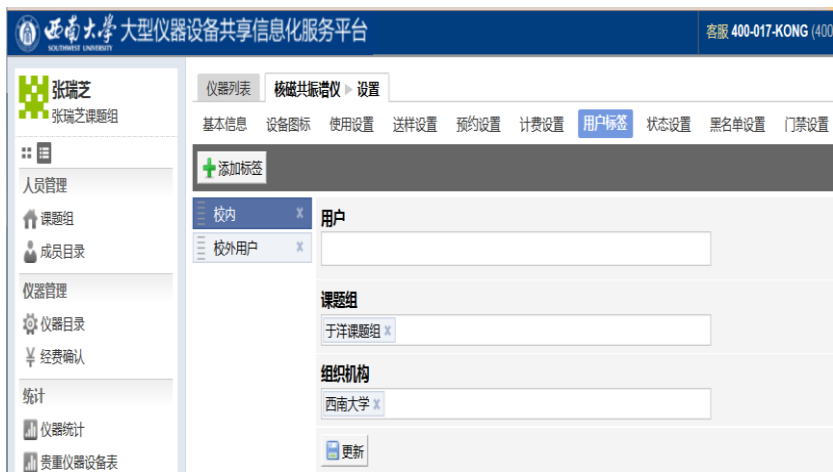 西南大学 大型仪器设备共享信息化服务平台
SOUTHWEST UNIVERSITY
客服 400-017-KONG (400
张瑞芝
张瑞芝课题组
人员管理
课题组
成员目录
仪器管理
仪器目录
经费确认
统计
仪器统计
贵重仪器设备表
仪器列表 核磁共振谱仪 设置
基本信息 设备图标 使用设置 送样设置 预约设置 计费设置 用户标签 状态设置 黑名单设置 门禁设置
添加标签
校内 x
校外用户 x
用户
课题组
于洋课题组 x
组织机构
西南大学 x
更新